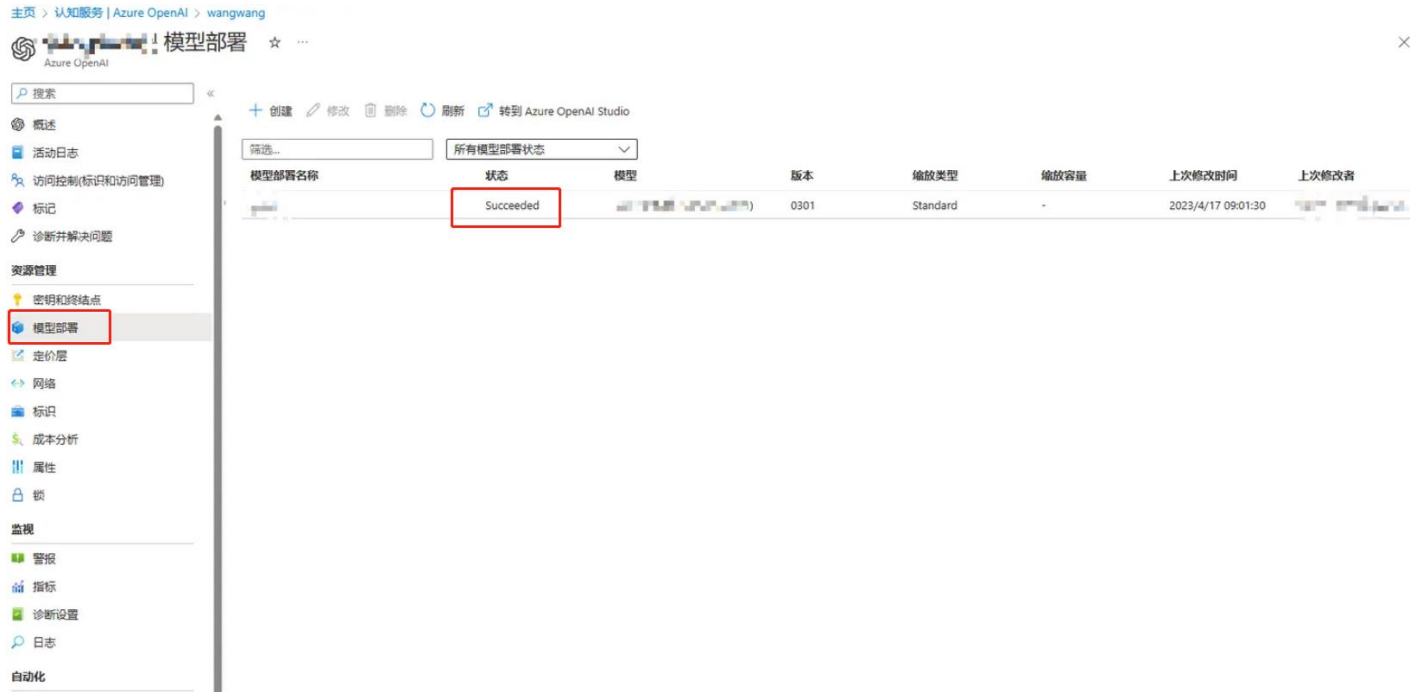 主页 > 认知服务 | Azure OpenAI > wangwang
模型部署
Azure OpenAI
搜索
概述
活动日志
访问控制(标识和访问管理)
标记
诊断并解决问题
资源管理
密钥和终结点
模型部署
定价层
网络
标识
成本分析
属性
锁
监视
警报
指标
诊断设置
日志
自动化
创建 修改 删除 刷新 转到 Azure OpenAI Studio
筛选... 所有模型部署状态
模型部署名称 状态 模型 版本 缩放类型 缩放容量 上次修改时间 上次修改者
Succeeded 0301 Standard - 2023/4/17 09:01:30